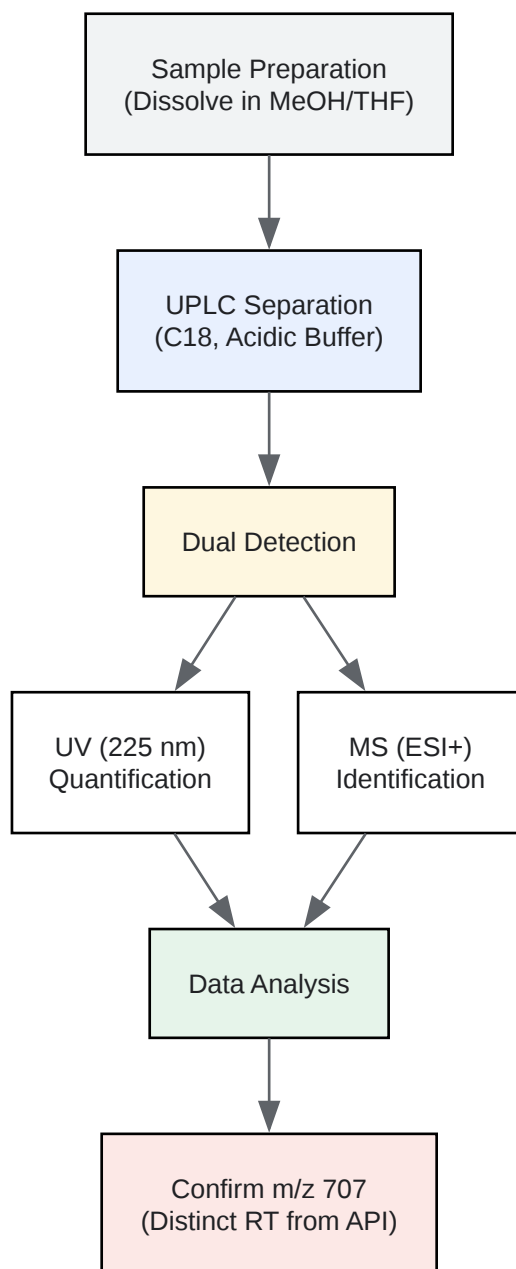 Sample Preparation
(Dissolve in MeOH/THF)
UPLC Separation
(C18, Acidic Buffer)
Dual Detection
UV (225 nm)
Quantification
MS (ESI+)
Identification
Data Analysis
Confirm m/z 707
(Distinct RT from API)